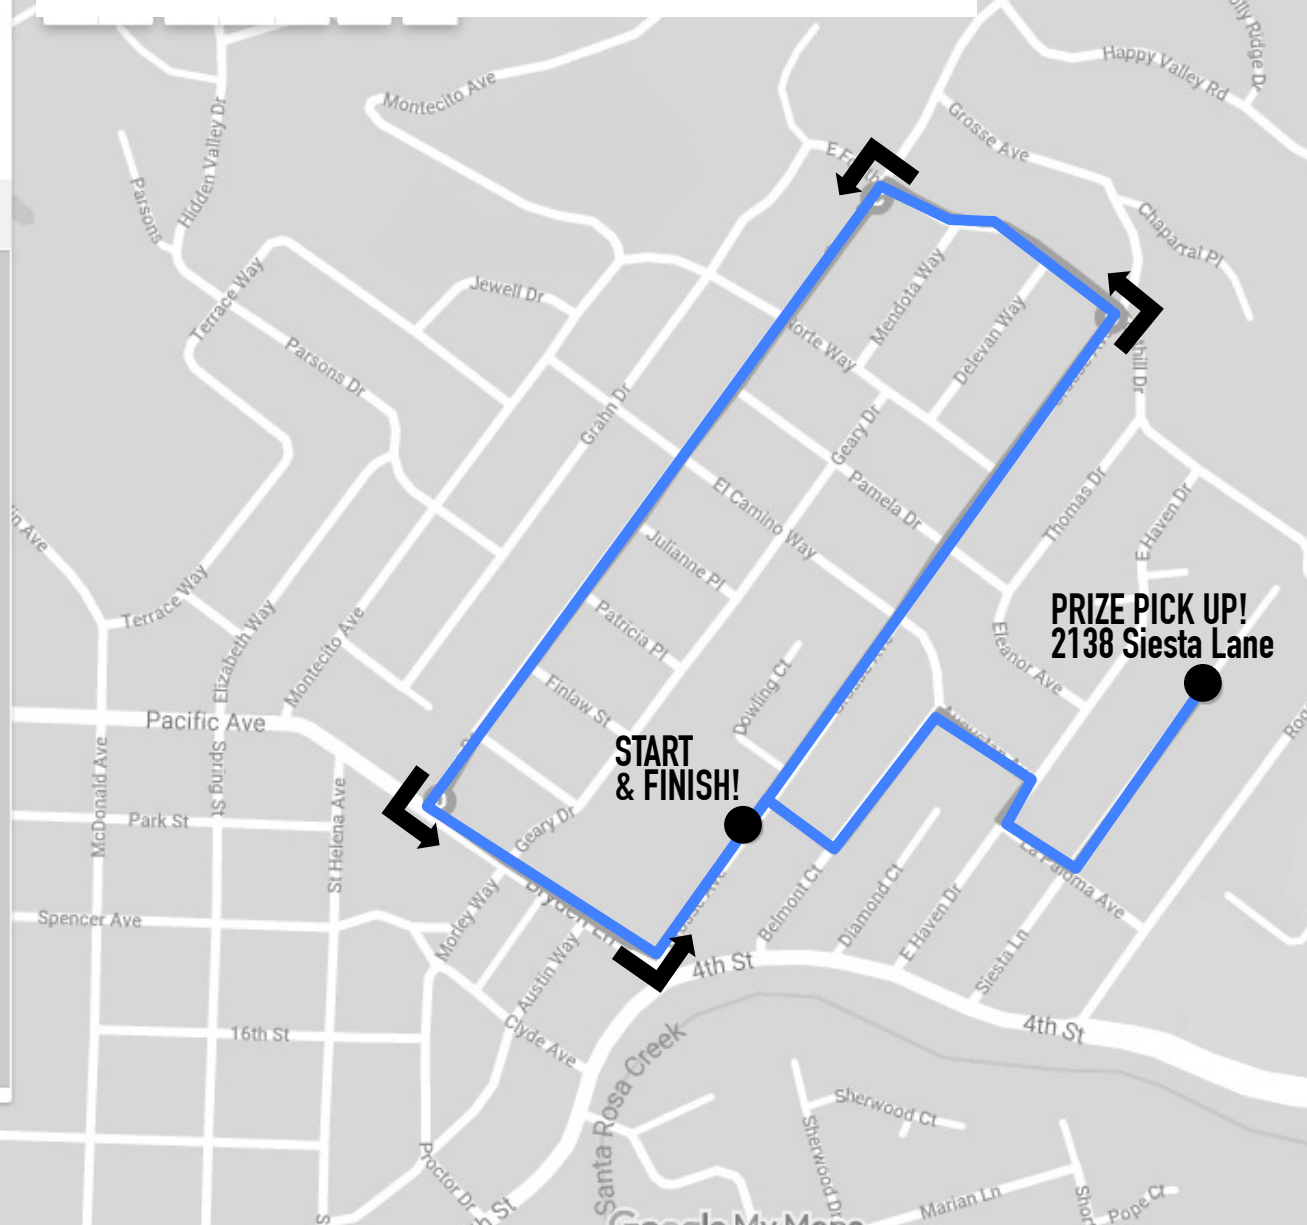 Happy Valley Rd
Montecito Ave
Hidden Valley Dr
Grosse Ave
Parsons
Chaparral Pl
Terrace Way
Mendota Way
Jewell Dr
Norte Way
Delevan Way
Parsons Dr
Grahn Dr
Geary Dr
Pamela Dr
El Camino Way
Thomas Dr
E Haven Dr
Julianne Pl
Terrace Way
PRIZE PICK UP!
2138 Siesta Lane
Patricia Pl
Elizabeth Way
Montecito Ave
Eleanor Ave
Dowling Ct
Finlaw St
Pacific Ave
START
& FINISH!
McDonald Ave
Spring St
St Helena Ave
Park St
Geary Dr
La Paloma Ave
Spencer Ave
Morley Way
Dryden Ln
Belmont Ct
Diamond Ct
E Haven Dr
Siesta Ln
Austin Way
4th St
16th St
Clyde Ave
4th St
Santa Rosa Creek
Sherwood Ct
Sherwood Dr
Proctor Dr
Marian Ln
Pope Ct
Google My Maps